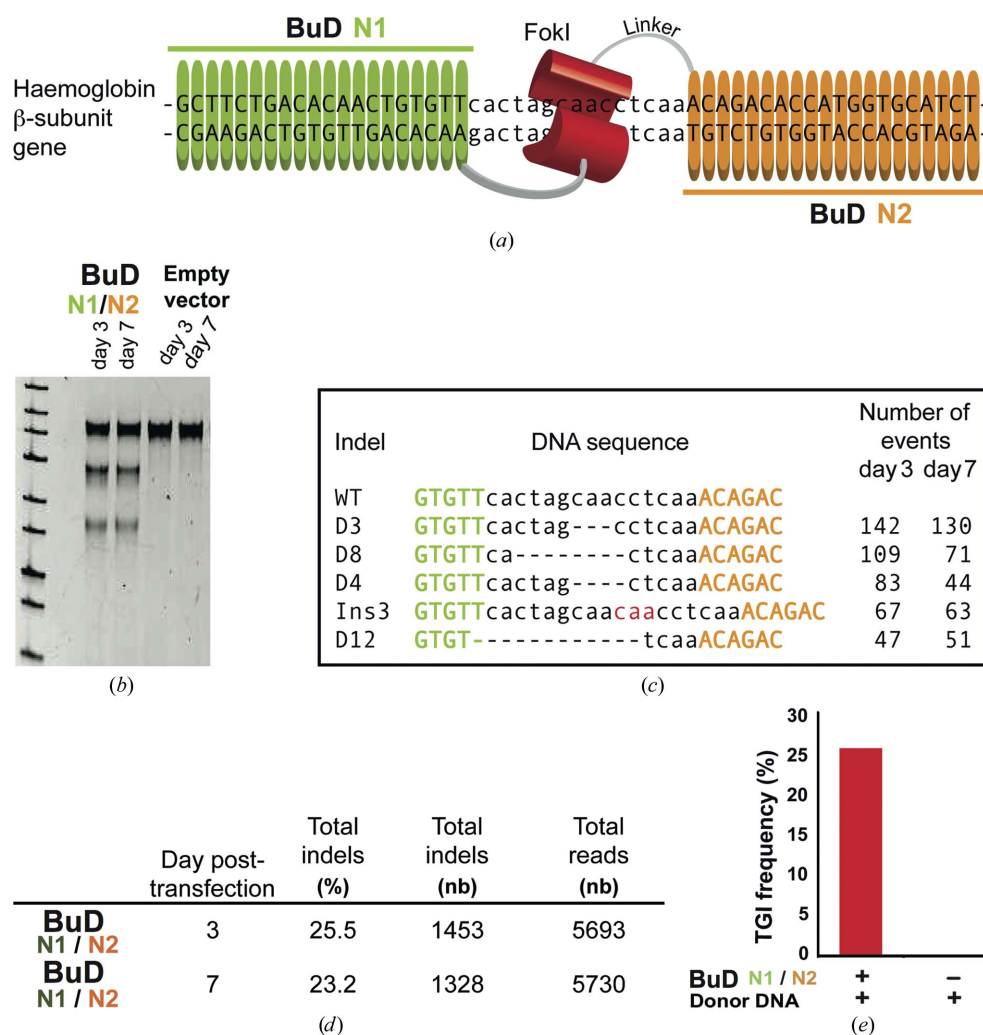 BuD N1
FokI
Linker
Haemoglobin
β-subunit
gene
-GCTTCTGACACAACTGTGTTcactagcaacctcaaACAGACACCATGGTGCATCT-
-CGAAGACTGTGTTGACACAAgactag tcaaTGTCTGTGGTACCACGTAGA-
BuD N2
(a)
BuD Empty
N1/N2 vector
day 3 day 7 day 3 day 7
(b)
Number of
Indel DNA sequence events
day 3 day 7
WT GTGTTcactagcaacctcaaACAGAC
D3 GTGTTcactag---cctcaaACAGAC 142 130
D8 GTGTTca--------ctcaaACAGAC 109 71
D4 GTGTTcactag----ctcaaACAGAC 83 44
Ins3 GTGTTcactagcaacaacctcaaACAGAC 67 63
D12 GTGT-------------tcaaACAGAC 47 51
(c)
Total Total Total
Day post- indels indels reads
transfection (%) (nb) (nb)
BuD
N1 / N2 3 25.5 1453 5693
BuD
N1 / N2 7 23.2 1328 5730
(d)
TGI frequency (%)
30
25
20
15
10
5
0
BuD N1 / N2 + –
Donor DNA + +
(e)